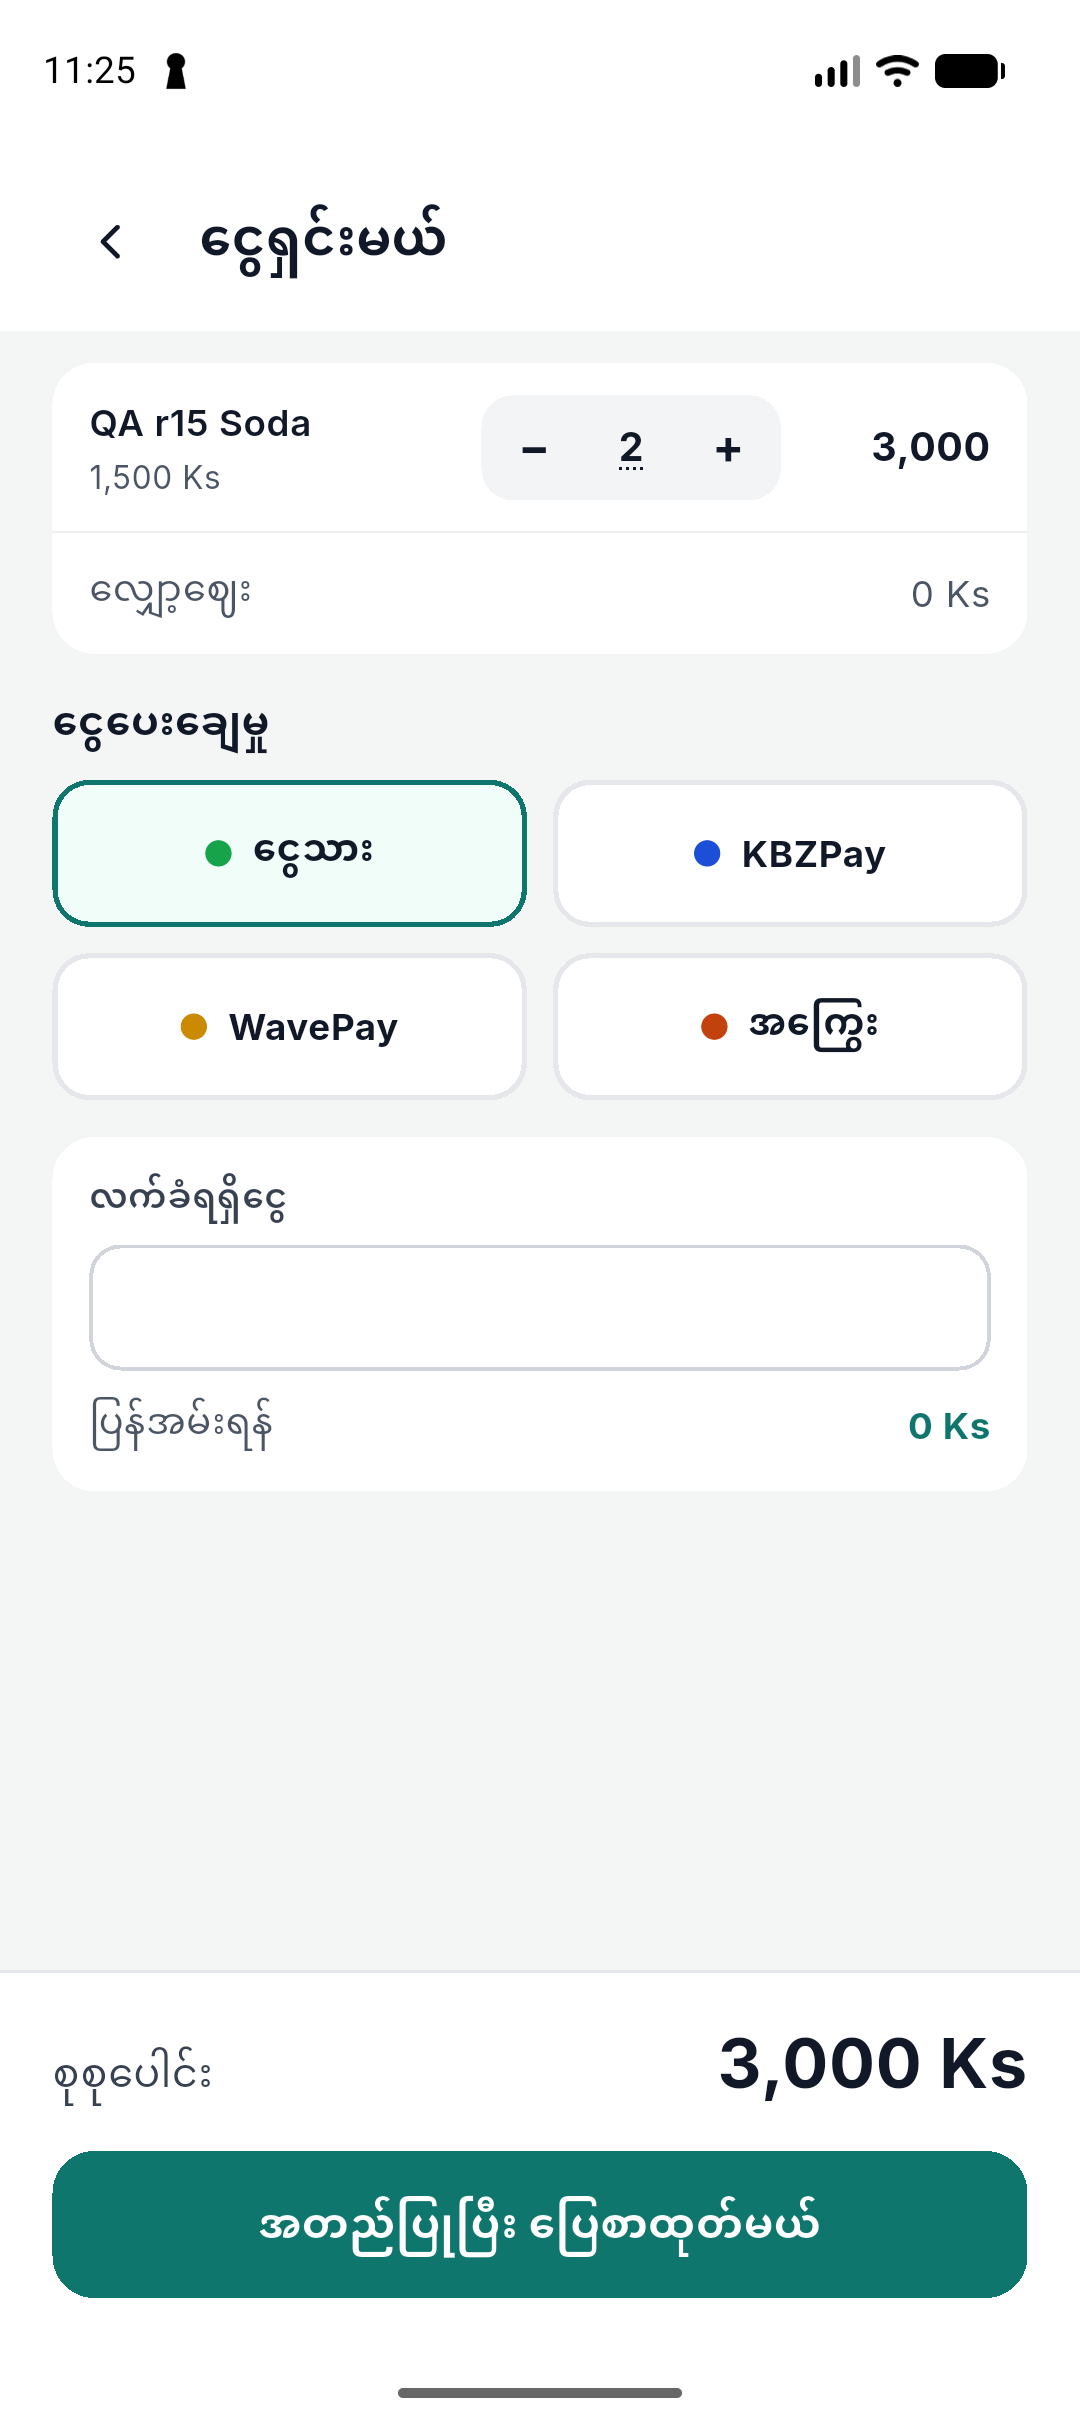 11:25
ငွေရှင်းမယ်
QA r15 Soda
1,500 Ks
− 2 +
3,000
လျှော့ဈေး
0 Ks
ငွေပေးချေမှု
ငွေသား
KBZPay
WavePay
အကြွေး
လက်ခံရရှိငွေ
ပြန်အမ်းရန်
0 Ks
စုစုပေါင်း
3,000 Ks
အတည်ပြုပြီး ပြေစာထုတ်မယ်